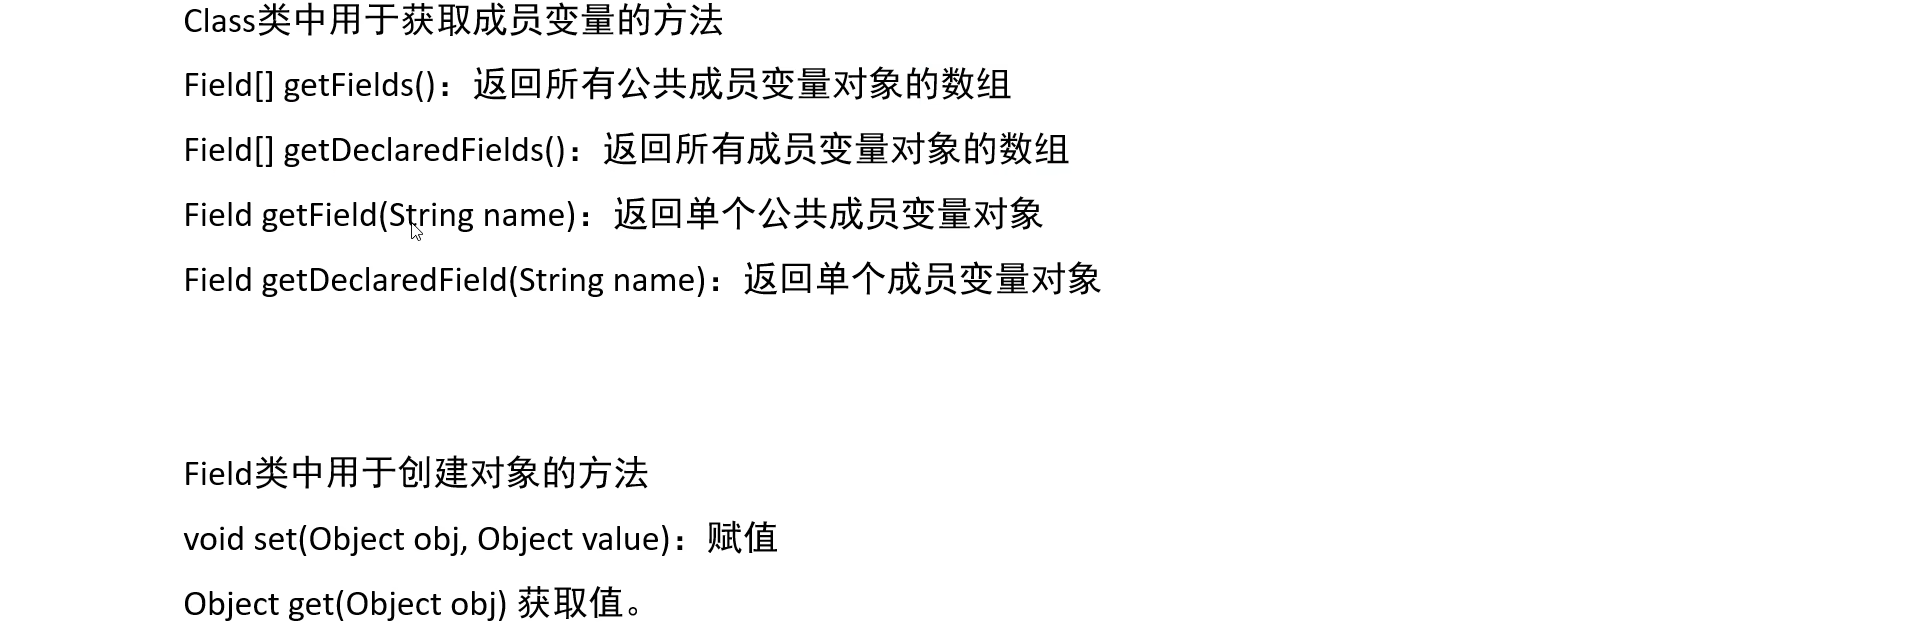 Class类中用于获取成员变量的方法
Field[] getFields()：返回所有公共成员变量对象的数组
Field[] getDeclaredFields()：返回所有成员变量对象的数组
Field getField(String name)：返回单个公共成员变量对象
Field getDeclaredField(String name)：返回单个成员变量对象
Field类中用于创建对象的方法
void set(Object obj, Object value)：赋值
Object get(Object obj) 获取值。